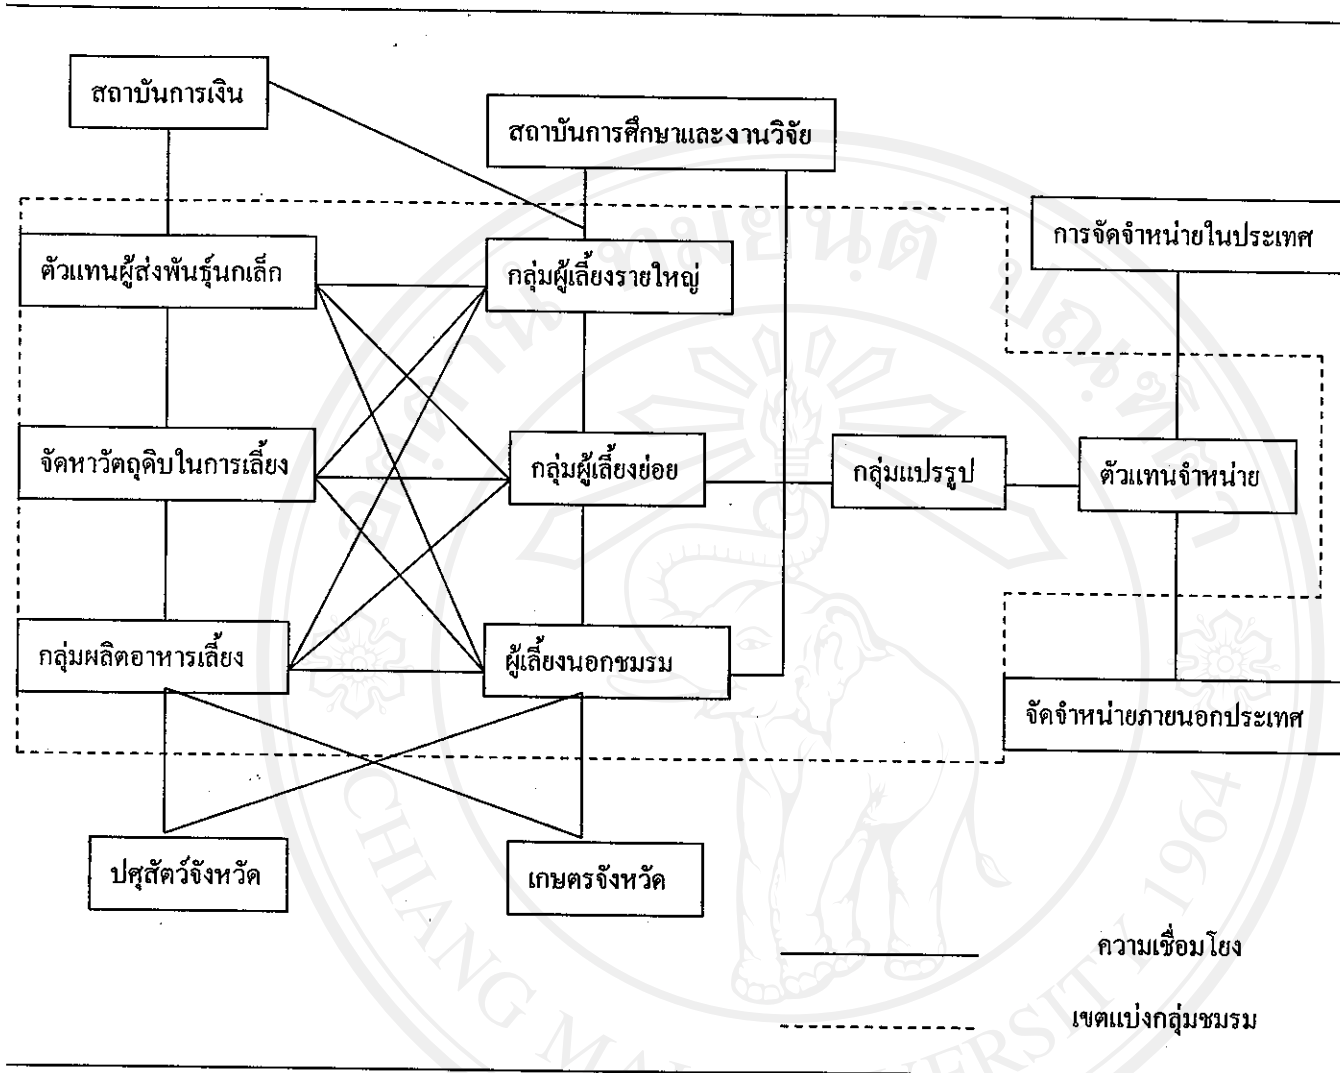 สถาบันการเงิน
สถาบันการศึกษาและงานวิจัย
การจัดจำหน่ายในประเทศ
ตัวแทนผู้ส่งพันธุ์นกเล็ก
กลุ่มผู้เลี้ยงรายใหญ่
จัดหาวัตถุดิบในการเลี้ยง
กลุ่มผู้เลี้ยงย่อย
กลุ่มแปรรูป
ตัวแทนจำหน่าย
กลุ่มผลิตอาหารเลี้ยง
ผู้เลี้ยงนอกชมรม
จัดจำหน่ายภายนอกประเทศ
ปศุสัตว์จังหวัด
เกษตรจังหวัด
ความเชื่อมโยง
เขตแบ่งกลุ่มชมรม
CHIANG MAI UNIVERSITY 1964